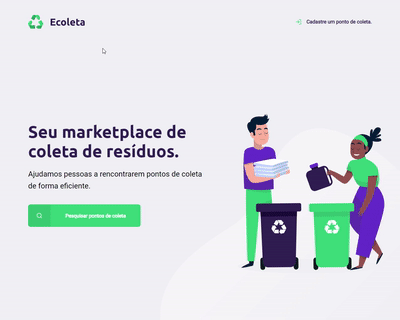 Ecoleta
Cadastre um ponto de coleta.
Seu marketplace de
coleta de resíduos.
Ajudamos pessoas a rencontrarem pontos de coleta
de forma eficiente.
Pesquisar pontos de coleta